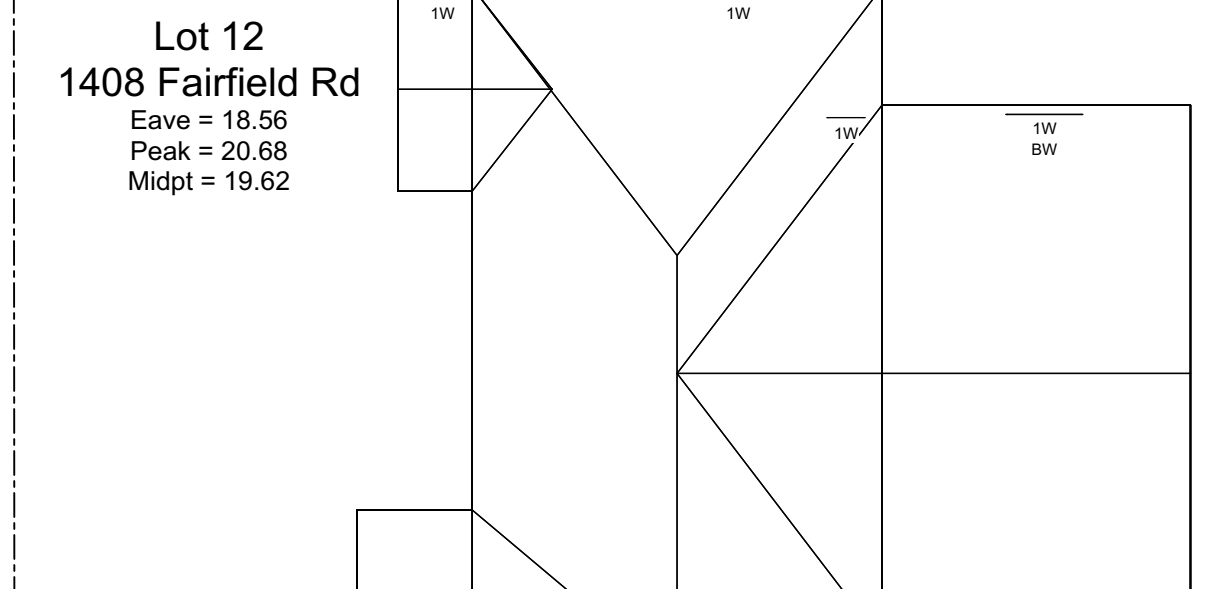 1W
1W
Lot 12
1408 Fairfield Rd
Eave = 18.56
Peak = 20.68
Midpt = 19.62
1W
1W
BW